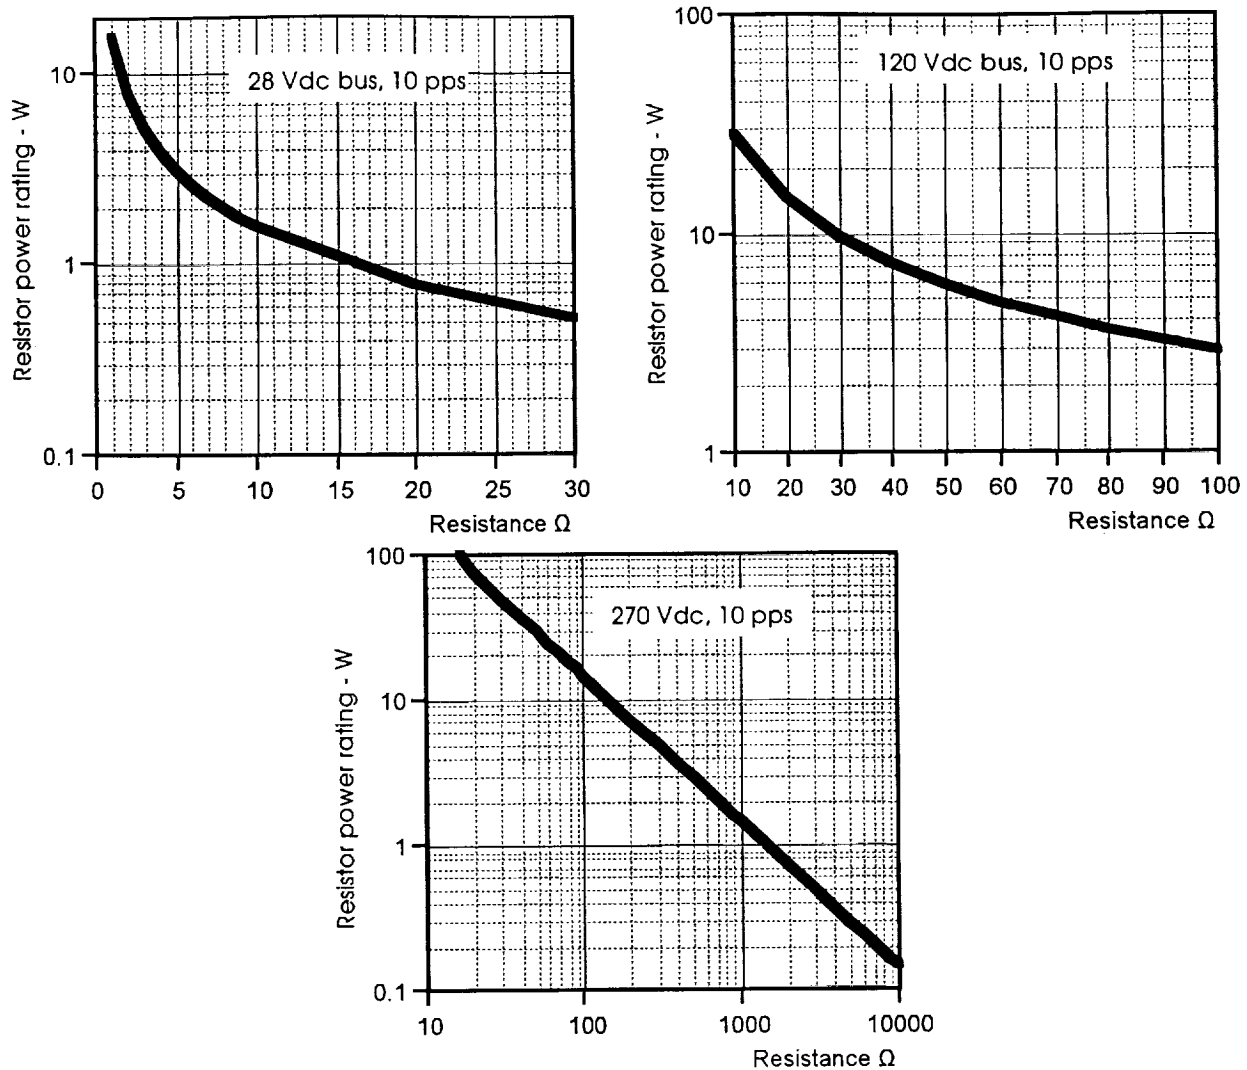 28 Vdc bus, 10 pps
Resistor power rating - W
10
1
0.1
0 5 10 15 20 25 30
Resistance Ω
120 Vdc bus, 10 pps
Resistor power rating - W
100
10
1
10 20 30 40 50 60 70 80 90 100
Resistance Ω
270 Vdc, 10 pps
Resistor power rating - W
100
10
1
0.1
10 100 1000 10000
Resistance Ω